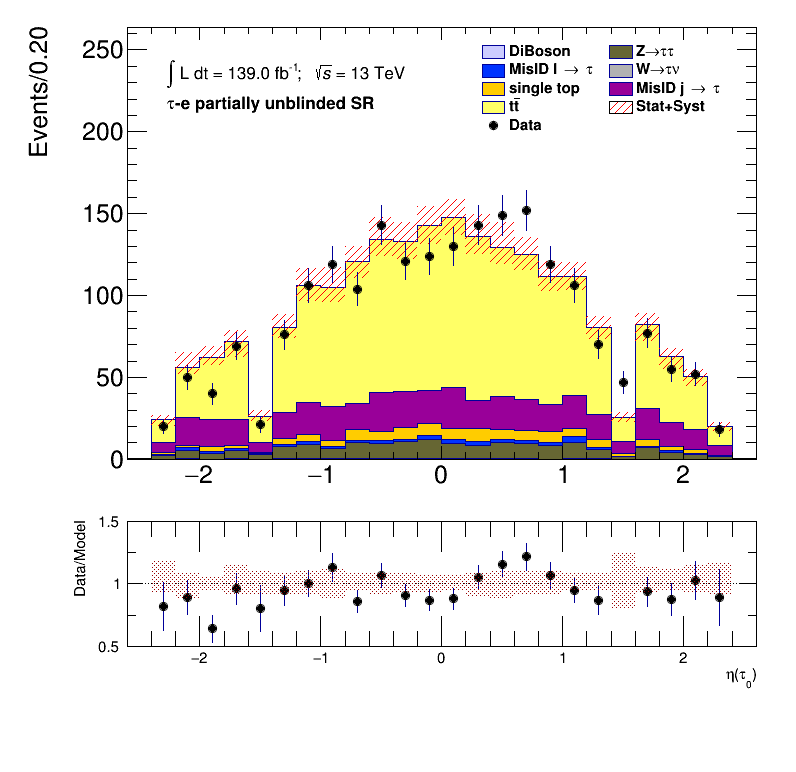 Events/0.20
250
200
150
100
50
0
∫ L dt = 139.0 fb⁻¹; √s = 13 TeV
τ-e partially unblinded SR
DiBoson
MisID l → τ
single top
tt̄
Data
Z→ττ
W→τν
MisID j → τ
Stat+Syst
−2 −1 0 1 2
Data/Model
1.5
1
0.5
−2 −1 0 1 2
η(τ₀)